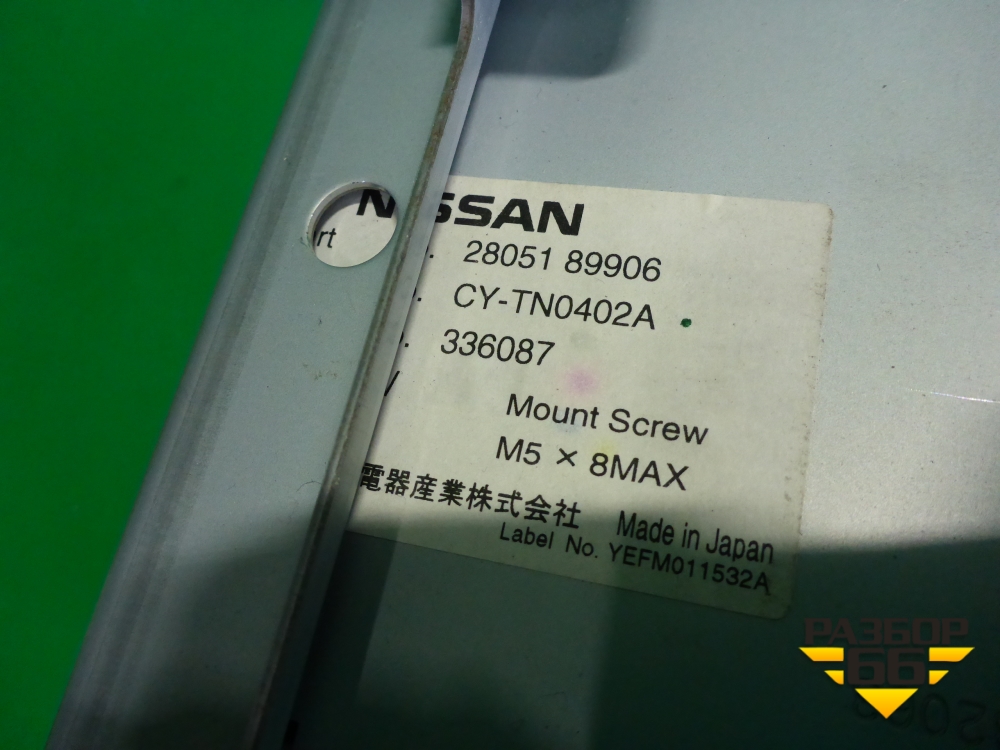 NISSAN
rt . 28051 89906
. CY-TN0402A
. 336087
Mount Screw
M5 × 8MAX
電器産業株式会社 Made in Japan
Label No. YEFM011532A
РАЗБОР
66